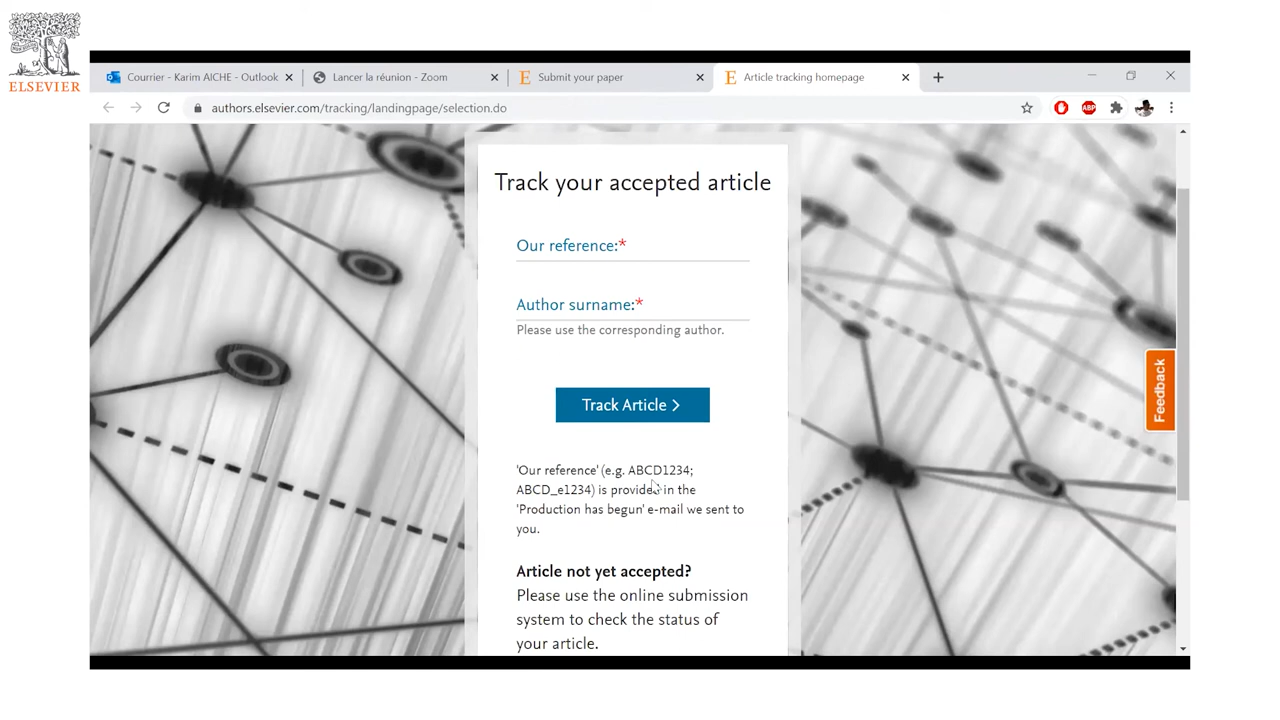 ELSEVIER
Courrier - Karim AICHE - Outlook
Lancer la réunion - Zoom
Submit your paper
Article tracking homepage
authors.elsevier.com/tracking/landingpage/selection.do
ABP
Track your accepted article
Our reference:*
Author surname:*
Please use the corresponding author.
Track Article >
Feedback
'Our reference' (e.g. ABCD1234;
ABCD_e1234) is provided in the
'Production has begun' e-mail we sent to
you.
Article not yet accepted?
Please use the online submission
system to check the status of
your article.